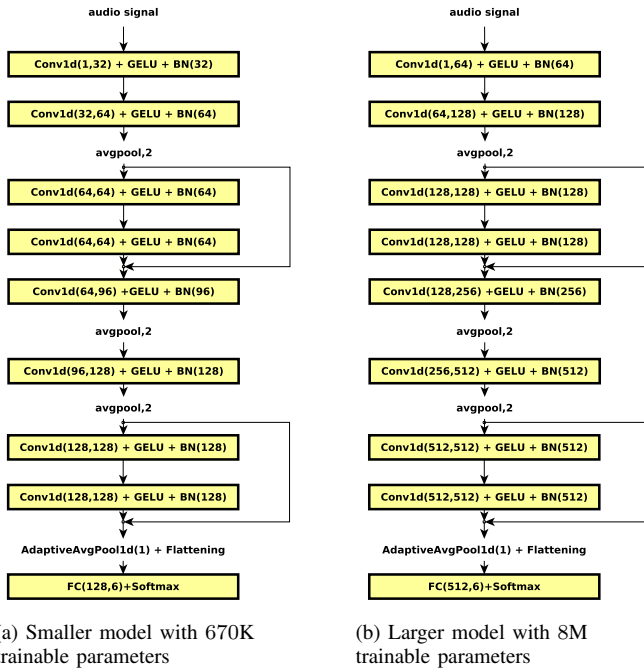 audio signal
Conv1d(1,32) + GELU + BN(32)
Conv1d(32,64) + GELU + BN(64)
avgpool,2
Conv1d(64,64) + GELU + BN(64)
Conv1d(64,64) + GELU + BN(64)
Conv1d(64,96) +GELU + BN(96)
avgpool,2
Conv1d(96,128) + GELU + BN(128)
avgpool,2
Conv1d(128,128) + GELU + BN(128)
Conv1d(128,128) + GELU + BN(128)
AdaptiveAvgPool1d(1) + Flattening
FC(128,6)+Softmax
a) Smaller model with 670K
rainable parameters
audio signal
Conv1d(1,64) + GELU + BN(64)
Conv1d(64,128) + GELU + BN(128)
avgpool,2
Conv1d(128,128) + GELU + BN(128)
Conv1d(128,128) + GELU + BN(128)
Conv1d(128,256) +GELU + BN(256)
avgpool,2
Conv1d(256,512) + GELU + BN(512)
avgpool,2
Conv1d(512,512) + GELU + BN(512)
Conv1d(512,512) + GELU + BN(512)
AdaptiveAvgPool1d(1) + Flattening
FC(512,6)+Softmax
(b) Larger model with 8M
trainable parameters